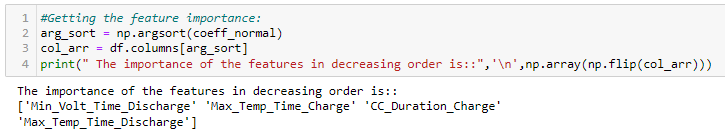 1 #Getting the feature importance:
2 arg_sort = np.argsort(coeff_normal)
3 col_arr = df.columns[arg_sort]
4 print(" The importance of the features in decreasing order is::",'\n',np.array(np.flip(col_arr)))
The importance of the features in decreasing order is::
['Min_Volt_Time_Discharge' 'Max_Temp_Time_Charge' 'CC_Duration_Charge'
'Max_Temp_Time_Discharge']